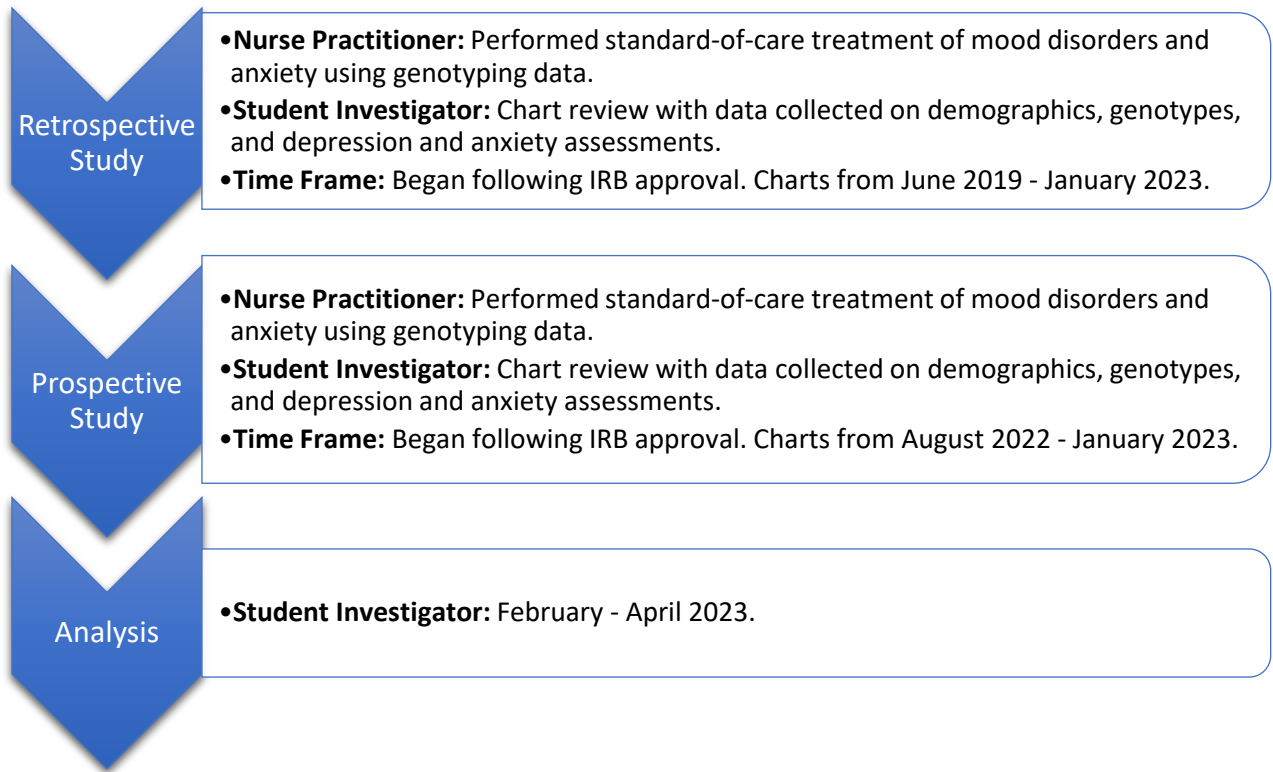 Retrospective
Study
•Nurse Practitioner: Performed standard-of-care treatment of mood disorders and
anxiety using genotyping data.
•Student Investigator: Chart review with data collected on demographics, genotypes,
and depression and anxiety assessments.
•Time Frame: Began following IRB approval. Charts from June 2019 - January 2023.
Prospective
Study
•Nurse Practitioner: Performed standard-of-care treatment of mood disorders and
anxiety using genotyping data.
•Student Investigator: Chart review with data collected on demographics, genotypes,
and depression and anxiety assessments.
•Time Frame: Began following IRB approval. Charts from August 2022 - January 2023.
Analysis
•Student Investigator: February - April 2023.